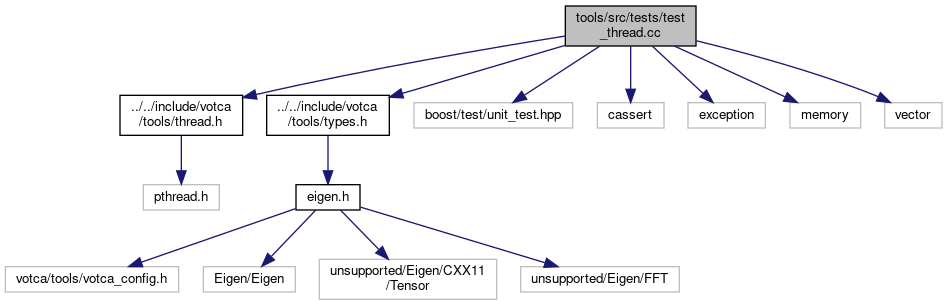 tools/src/tests/test
_thread.cc
../../include/votca
/tools/thread.h
../../include/votca
/tools/types.h
boost/test/unit_test.hpp
cassert
exception
memory
vector
pthread.h
eigen.h
votca/tools/votca_config.h
Eigen/Eigen
unsupported/Eigen/CXX11
/Tensor
unsupported/Eigen/FFT